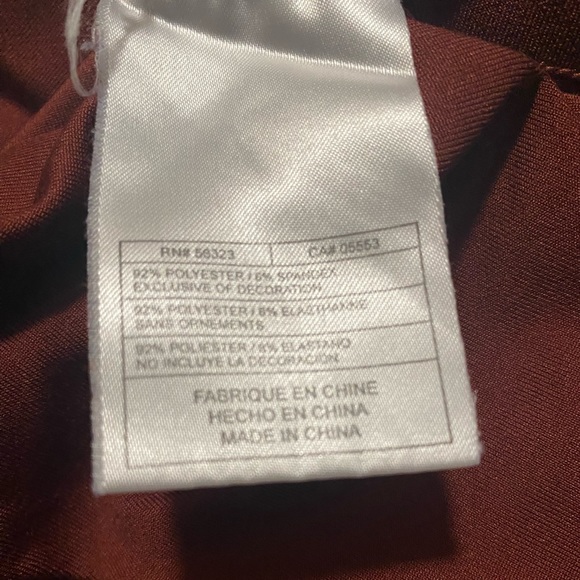 RN# 56323 CA# 05553
92% POLYESTER / 8% SPANDEX
EXCLUSIVE OF DECORATION
92% POLYESTER / 8% ELASTHANNE
SANS ORNEMENTS
92% POLIESTER / 8% ELASTANO
NO INCLUYE LA DECORACION
FABRIQUE EN CHINE
HECHO EN CHINA
MADE IN CHINA